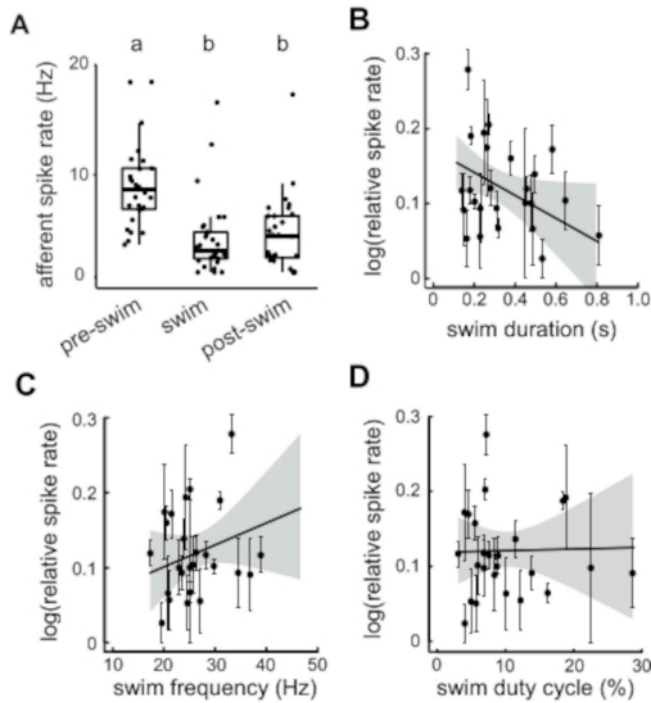 A
a b b
20
10
0
afferent spike rate (Hz)
pre-swim swim post-swim
B
0.3
0.2
0.1
0
log(relative spike rate)
0 0.2 0.4 0.6 0.8 1.0
swim duration (s)
C
0.3
0.2
0.1
0
log(relative spike rate)
10 20 30 40 50
swim frequency (Hz)
D
0.3
0.2
0.1
0
log(relative spike rate)
0 10 20 30
swim duty cycle (%)